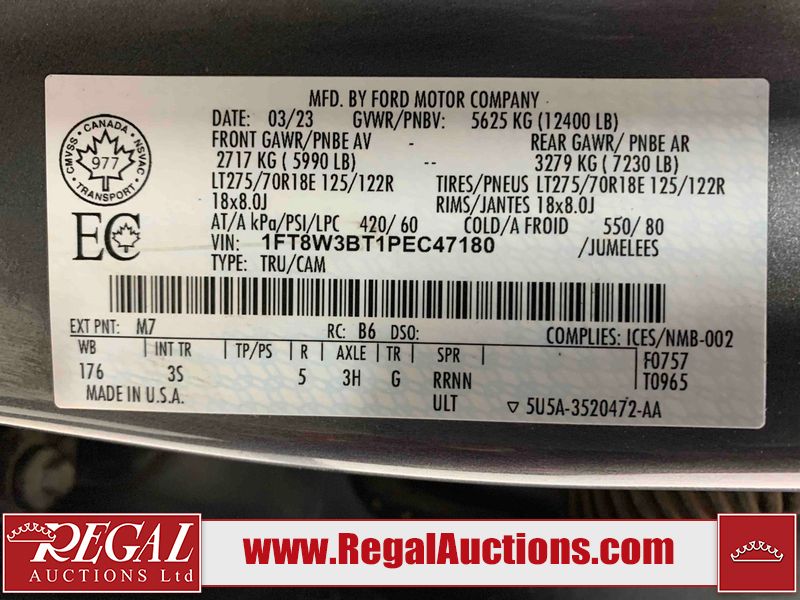 MFD. BY FORD MOTOR COMPANY
DATE: 03/23 GVWR/PNBV: 5625 KG (12400 LB)
FRONT GAWR/PNBE AV - REAR GAWR/ PNBE AR
2717 KG ( 5990 LB) -- 3279 KG ( 7230 LB)
LT275/70R18E 125/122R TIRES/PNEUS LT275/70R18E 125/122R
18x8.0J RIMS/JANTES 18x8.0J
AT/A kPa/PSI/LPC 420/ 60 COLD/A FROID 550/ 80
VIN: 1FT8W3BT1PEC47180 /JUMELEES
TYPE: TRU/CAM
CMVSS · CANADA · NSVAC
977
· TRANSPORT ·
EC
EXT PNT: M7 RC: B6 DSO: COMPLIES: ICES/NMB-002
WB INT TR TP/PS R AXLE TR SPR F0757
176 3S 5 3H G RRNN T0965
MADE IN U.S.A. ULT ▽ 5U5A-3520472-AA
REGAL
AUCTIONS Ltd
www.RegalAuctions.com